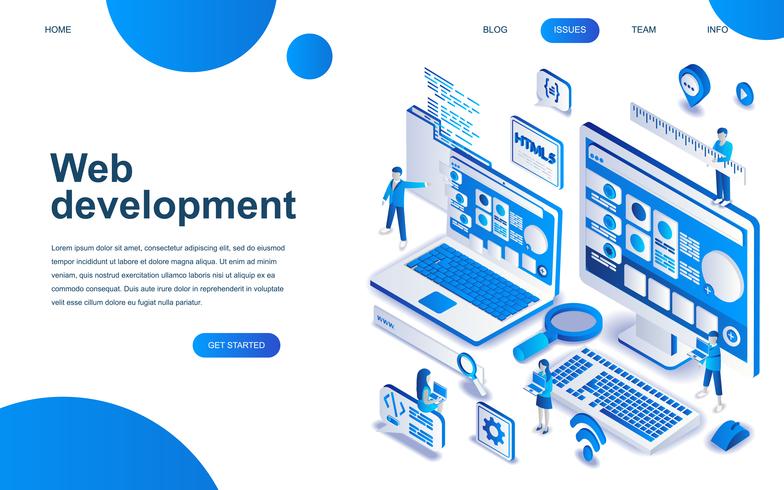 HOME
BLOG
ISSUES
TEAM
INFO
Web
development
Lorem ipsum dolor sit amet, consectetur adipiscing elit, sed do eiusmod
tempor incididunt ut labore et dolore magna aliqua. Ut enim ad minim
veniam, quis nostrud exercitation ullamco laboris nisi ut aliquip ex ea
commodo consequat. Duis aute irure dolor in reprehenderit in voluptate
velit esse cillum dolore eu fugiat nulla pariatur.
GET STARTED
{ }
HTML5
www
</>